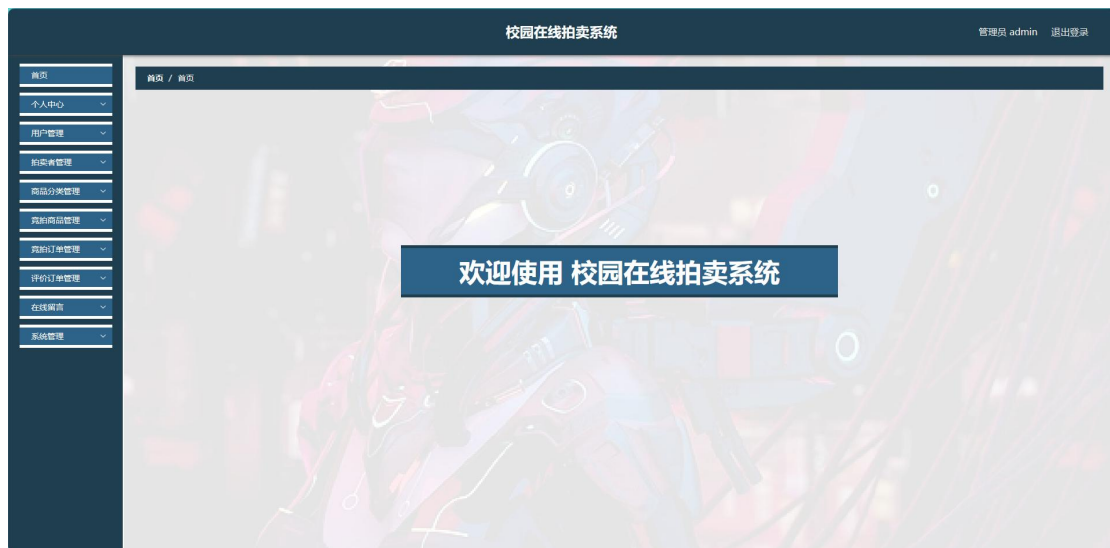 校园在线拍卖系统
管理员 admin 退出登录
首页
首页 / 首页
个人中心
用户管理
拍卖者管理
商品分类管理
竞拍商品管理
竞拍订单管理
评价订单管理
在线留言
系统管理
欢迎使用 校园在线拍卖系统